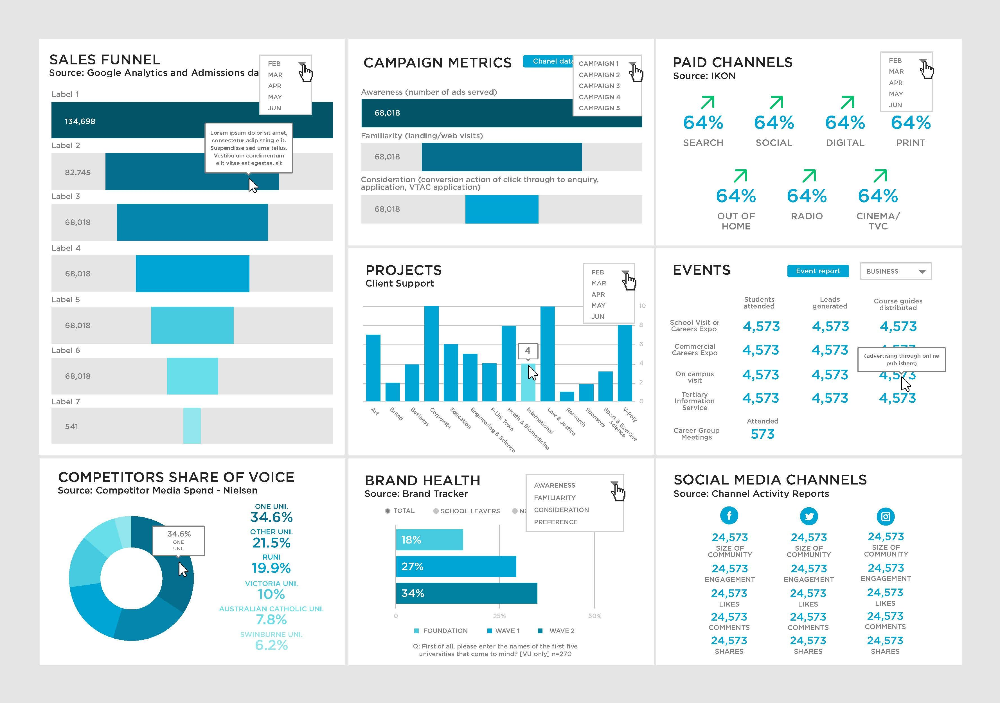 SALES FUNNEL
Source: Google Analytics and Admissions da
FEB
MAR
APR
MAY
JUN
Label 1
134,698
Lorem ipsum dolor sit amet,
consectetur adipiscing elit.
Suspendisse sed urna tellus.
Vestibulum condimentum
elit vitae est egestas, sit
Label 2
82,745
Label 3
68,018
Label 4
68,018
Label 5
68,018
Label 6
68,018
Label 7
541
CAMPAIGN METRICS
Chanel data
CAMPAIGN 1
CAMPAIGN 2
CAMPAIGN 3
CAMPAIGN 4
CAMPAIGN 5
Awareness (number of ads served)
68,018
Familiarity (landing/web visits)
68,018
Consideration (conversion action of click through to enquiry,
application, VTAC application)
68,018
PAID CHANNELS
Source: IKON
FEB
MAR
APR
MAY
JUN
64% 64% 64% 64%
SEARCH SOCIAL DIGITAL PRINT
64% 64% 64%
OUT OF
HOME
RADIO
CINEMA/
TVC
PROJECTS
Client Support
FEB
MAR
APR
MAY
JUN
10
8
6
4
2
0
4
Art
Brand
Business
Corporate
Education
Engineering & Science
F-Uni Town
Heath & Biomedicine
International
Law & Justice
Research
Sponsors
Sport & Exercise
Science
V-Poly
EVENTS
Event report
BUSINESS
Students
attended
Leads
generated
Course guides
distributed
School Visit or
Careers Expo
4,573 4,573 4,573
Commercial
Careers Expo
4,573 4,573
(advertising through online
publishers)
On campus
visit
4,573 4,573 4,573
Tertiary
Information
Service
4,573 4,573 4,573
Attended
Career Group
Meetings
573
COMPETITORS SHARE OF VOICE
Source: Competitor Media Spend - Nielsen
34.6%
ONE
UNI.
ONE UNI.
34.6%
OTHER UNI.
21.5%
RUNI
19.9%
VICTORIA UNI.
10%
AUSTRALIAN CATHOLIC UNI.
7.8%
SWINBURNE UNI.
6.2%
BRAND HEALTH
Source: Brand Tracker
AWARENESS
FAMILIARITY
CONSIDERATION
PREFERENCE
TOTAL SCHOOL LEAVERS
18%
27%
34%
0 25% 50%
FOUNDATION WAVE 1 WAVE 2
Q: First of all, please enter the names of the first five
universities that come to mind? [VU only] n=270
SOCIAL MEDIA CHANNELS
Source: Channel Activity Reports
24,573 24,573 24,573
SIZE OF
COMMUNITY
SIZE OF
COMMUNITY
SIZE OF
COMMUNITY
24,573 24,573 24,573
ENGAGEMENT ENGAGEMENT ENGAGEMENT
24,573 24,573 24,573
LIKES LIKES LIKES
24,573 24,573 24,573
COMMENTS COMMENTS COMMENTS
24,573 24,573 24,573
SHARES SHARES SHARES